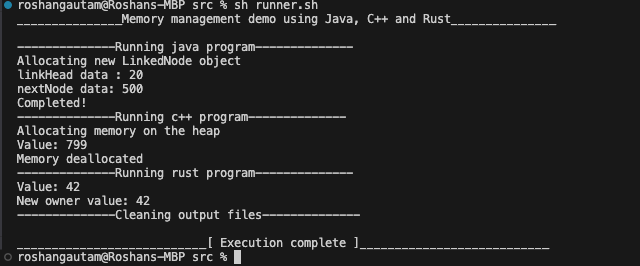 roshangautam@Roshans-MBP src % sh runner.sh
_______________Memory management demo using Java, C++ and Rust_______________
--------------Running java program--------------
Allocating new LinkedNode object
linkHead data : 20
nextNode data: 500
Completed!
--------------Running c++ program--------------
Allocating memory on the heap
Value: 799
Memory deallocated
--------------Running rust program--------------
Value: 42
New owner value: 42
--------------Cleaning output files--------------
___________________________[ Execution complete ]___________________________
roshangautam@Roshans-MBP src %